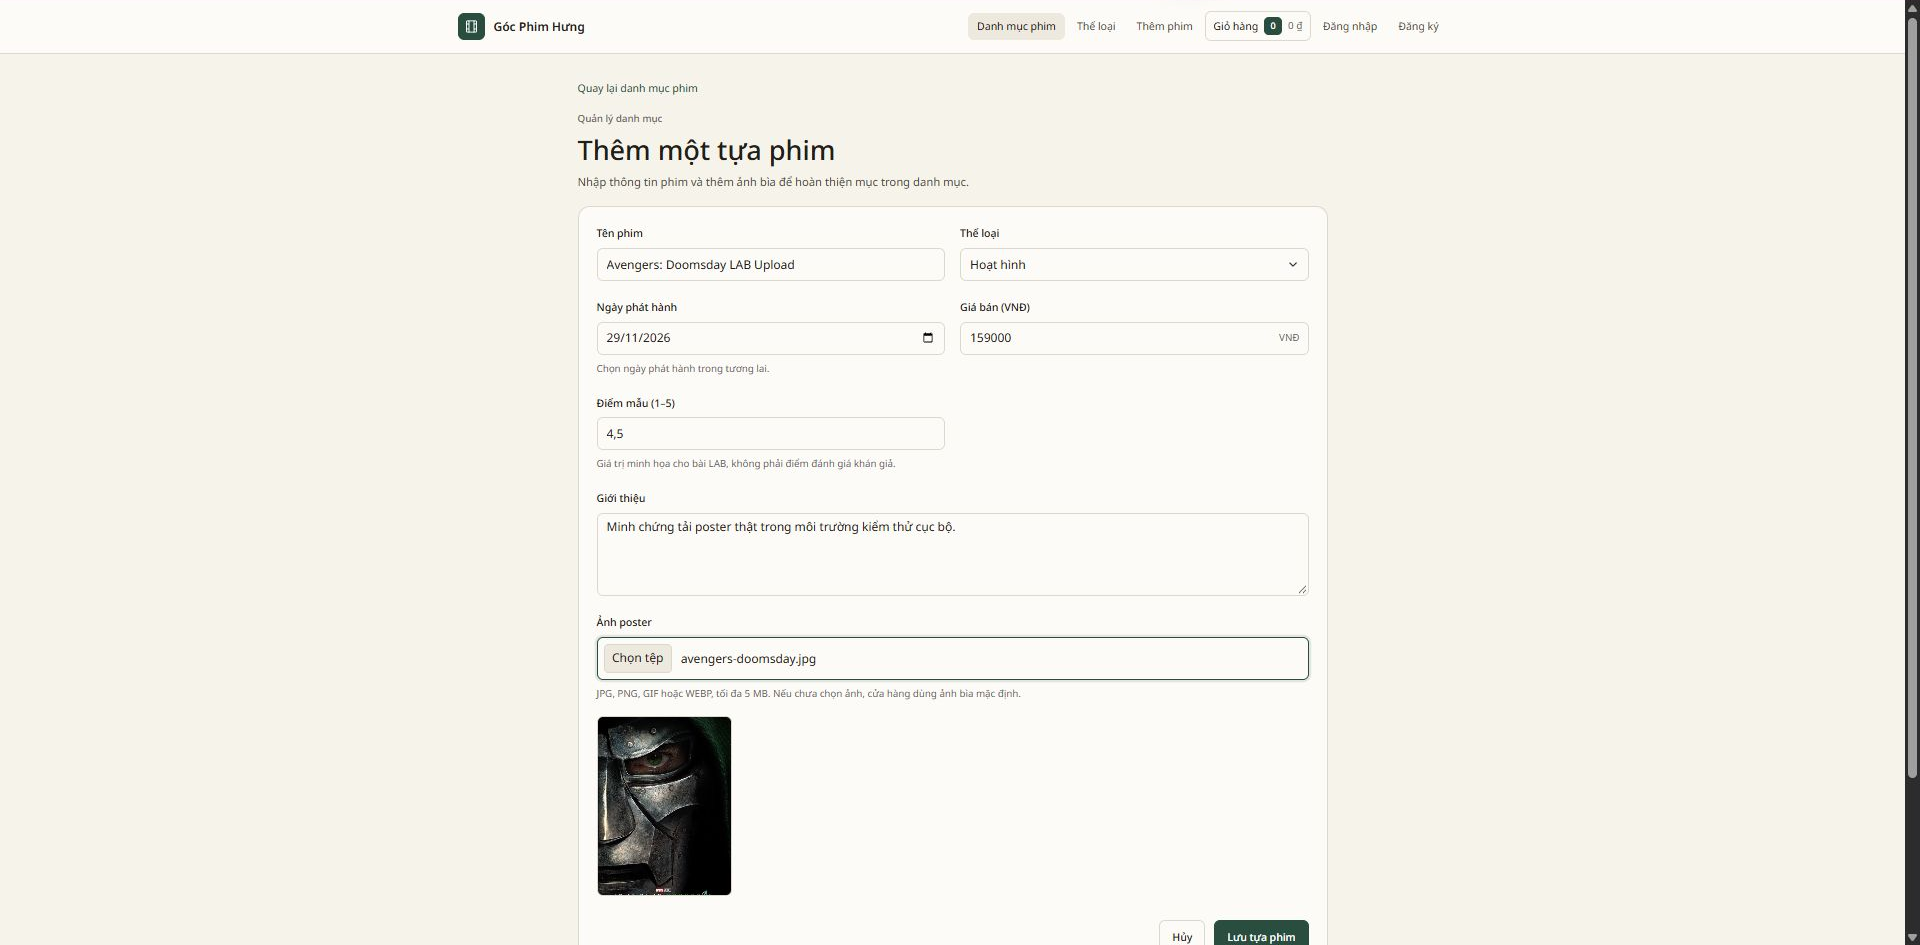 Góc Phim Hưng
Danh mục phim
Thể loại
Thêm phim
Giỏ hàng 0 0 ₫
Đăng nhập
Đăng ký
Quay lại danh mục phim
Quản lý danh mục
Thêm một tựa phim
Nhập thông tin phim và thêm ảnh bìa để hoàn thiện mục trong danh mục.
Tên phim
Avengers: Doomsday LAB Upload
Thể loại
Hoạt hình
Ngày phát hành
29/11/2026
Chọn ngày phát hành trong tương lai.
Giá bán (VNĐ)
159000 VNĐ
Điểm mẫu (1–5)
4,5
Giá trị minh họa cho bài LAB, không phải điểm đánh giá khán giả.
Giới thiệu
Minh chứng tải poster thật trong môi trường kiểm thử cục bộ.
Ảnh poster
Chọn tệp avengers-doomsday.jpg
JPG, PNG, GIF hoặc WEBP, tối đa 5 MB. Nếu chưa chọn ảnh, cửa hàng dùng ảnh bìa mặc định.
Hủy
Lưu tựa phim